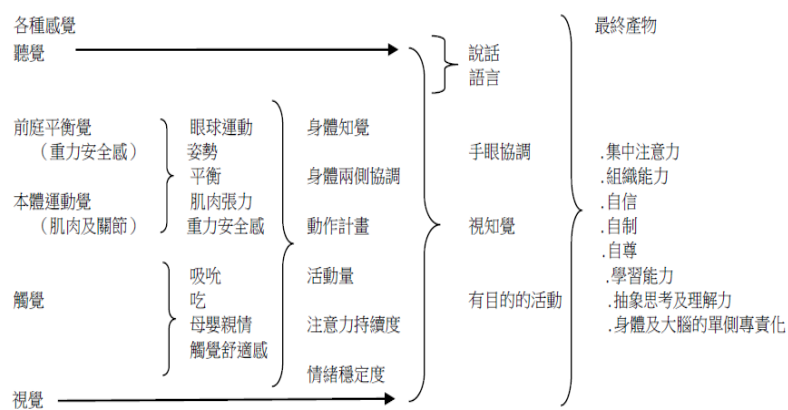 各種感覺
聽覺
前庭平衡覺
（重力安全感）
本體運動覺
（肌肉及關節）
觸覺
視覺
眼球運動
姿勢
平衡
肌肉張力
重力安全感
吸吮
吃
母嬰親情
觸覺舒適感
身體知覺
身體兩側協調
動作計畫
活動量
注意力持續度
情緒穩定度
說話
語言
手眼協調
視知覺
有目的的活動
最終產物
.集中注意力
.組織能力
.自信
.自制
.自尊
.學習能力
.抽象思考及理解力
.身體及大腦的單側專責化